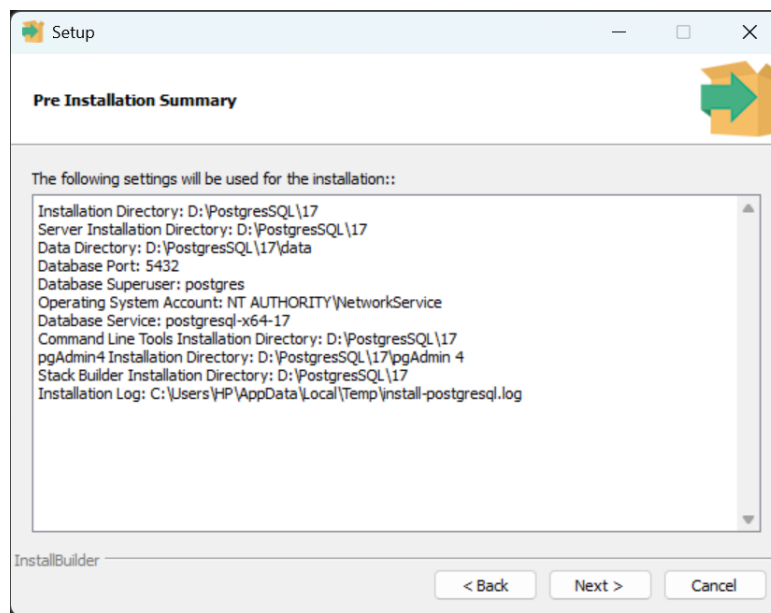 Setup
Pre Installation Summary
The following settings will be used for the installation::
Installation Directory: D:\PostgresSQL\17
Server Installation Directory: D:\PostgresSQL\17
Data Directory: D:\PostgresSQL\17\data
Database Port: 5432
Database Superuser: postgres
Operating System Account: NT AUTHORITY\NetworkService
Database Service: postgresql-x64-17
Command Line Tools Installation Directory: D:\PostgresSQL\17
pgAdmin4 Installation Directory: D:\PostgresSQL\17\pgAdmin 4
Stack Builder Installation Directory: D:\PostgresSQL\17
Installation Log: C:\Users\HP\AppData\Local\Temp\install-postgresql.log
InstallBuilder
< Back Next > Cancel